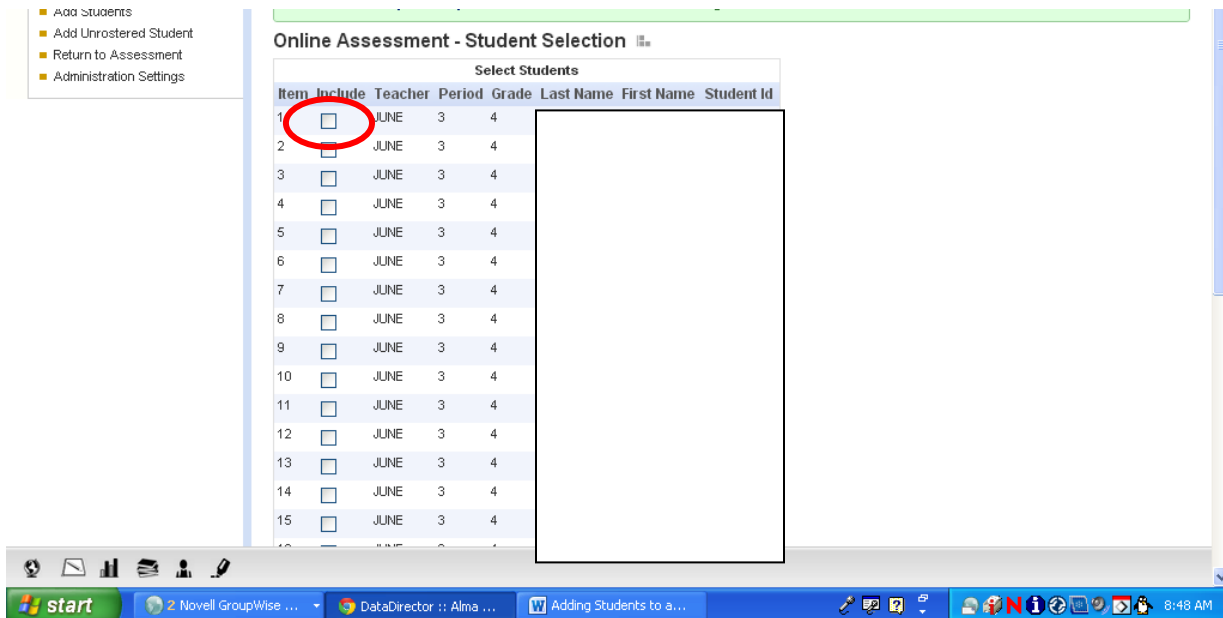 Add Students
Add Unrostered Student
Return to Assessment
Administration Settings
Online Assessment - Student Selection
Select Students
Item Include Teacher Period Grade Last Name First Name Student Id
1 JUNE 3 4
2 JUNE 3 4
3 JUNE 3 4
4 JUNE 3 4
5 JUNE 3 4
6 JUNE 3 4
7 JUNE 3 4
8 JUNE 3 4
9 JUNE 3 4
10 JUNE 3 4
11 JUNE 3 4
12 JUNE 3 4
13 JUNE 3 4
14 JUNE 3 4
15 JUNE 3 4
start 2 Novell GroupWise ... DataDirector :: Alma ... Adding Students to a... N 8:48 AM